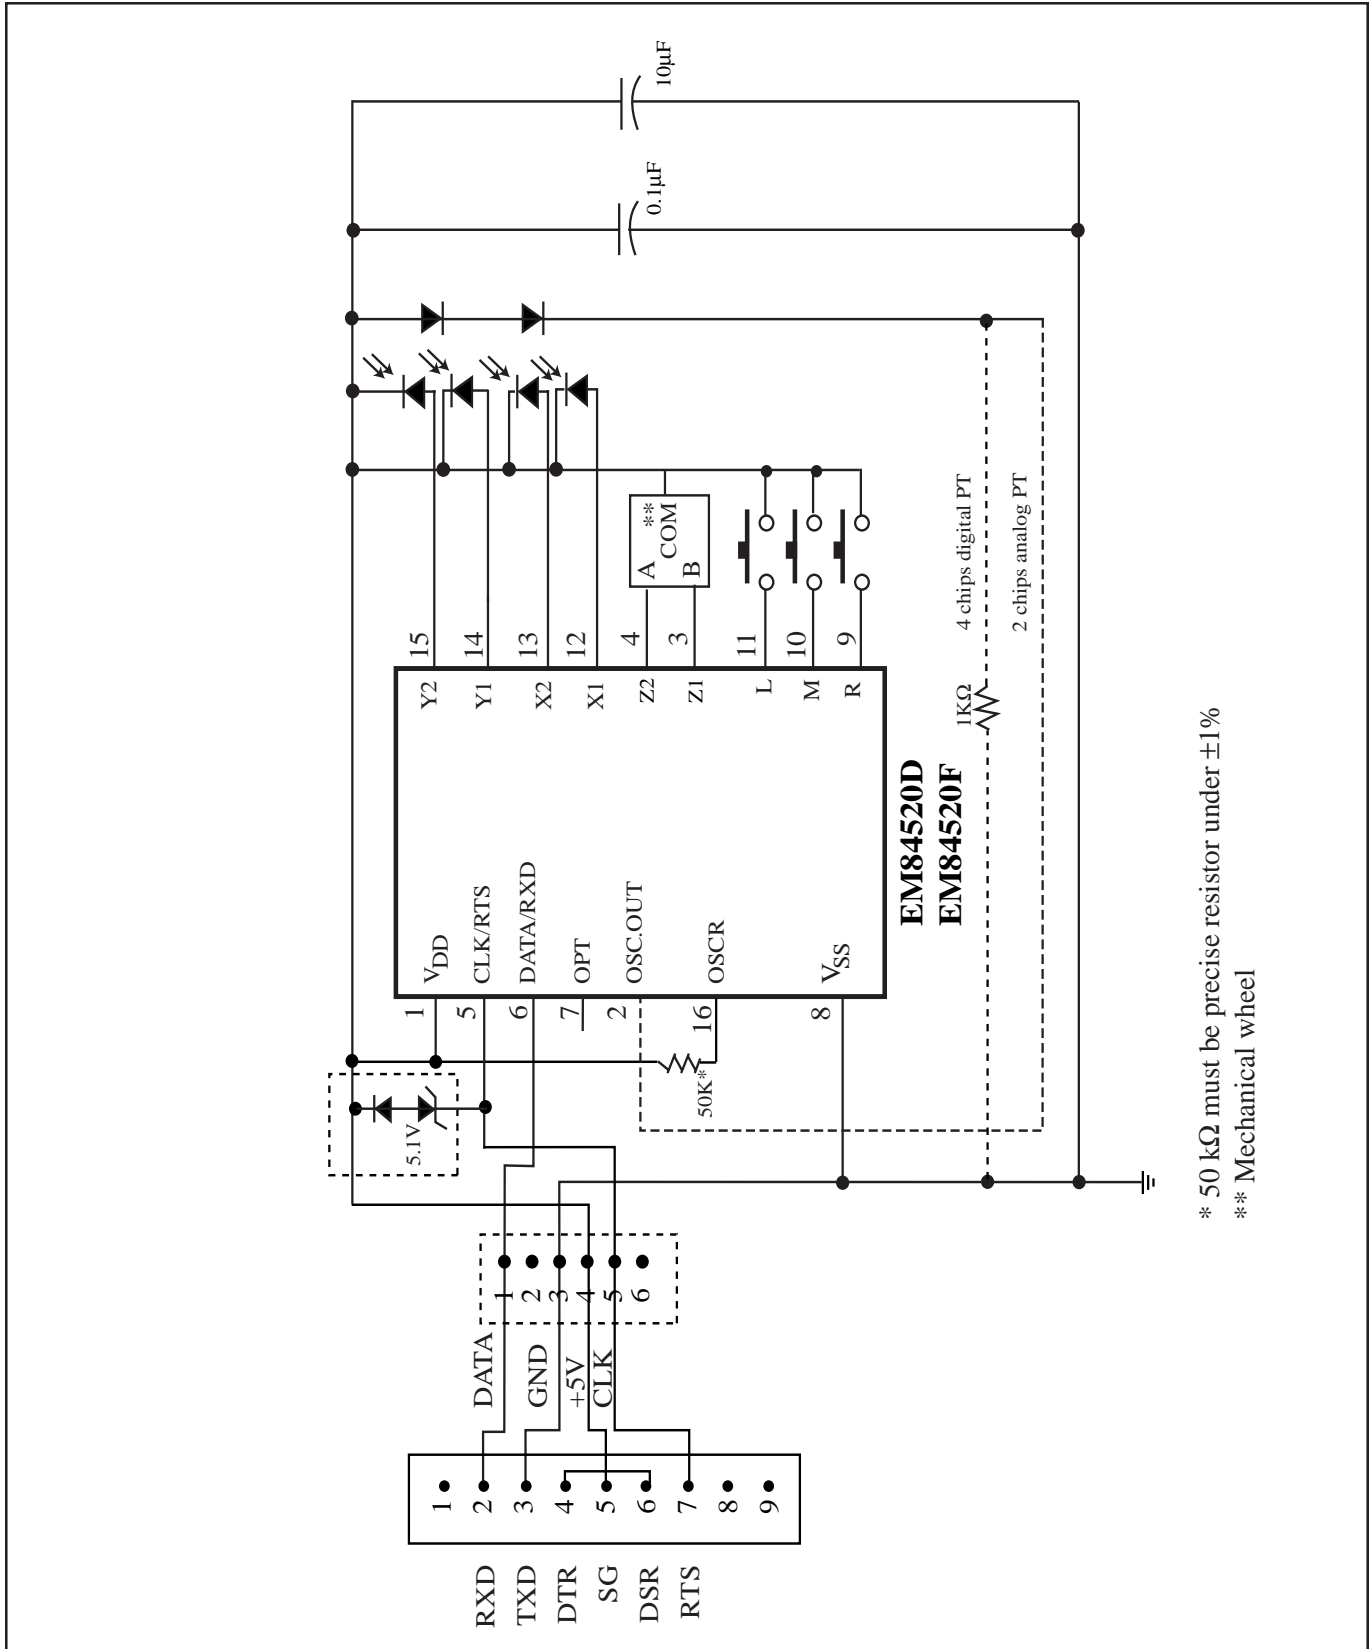 10µF
0.1µF
15
14
13
12
4
3
11
10
9
Y2
Y1
X2
X1
Z2
Z1
L
M
R
A
B
**
COM
4 chips digital PT
2 chips analog PT
1KΩ
VDD
CLK/RTS
DATA/RXD
OPT
OSC.OUT
OSCR
VSS
1
5
6
7
2
16
8
EM84520D
EM84520F
5.1V
50K*
1
2
3
4
5
6
DATA
GND
+5V
CLK
1
2
3
4
5
6
7
8
9
RXD
TXD
DTR
SG
DSR
RTS
* 50 kΩ must be precise resistor under ±1%
** Mechanical wheel